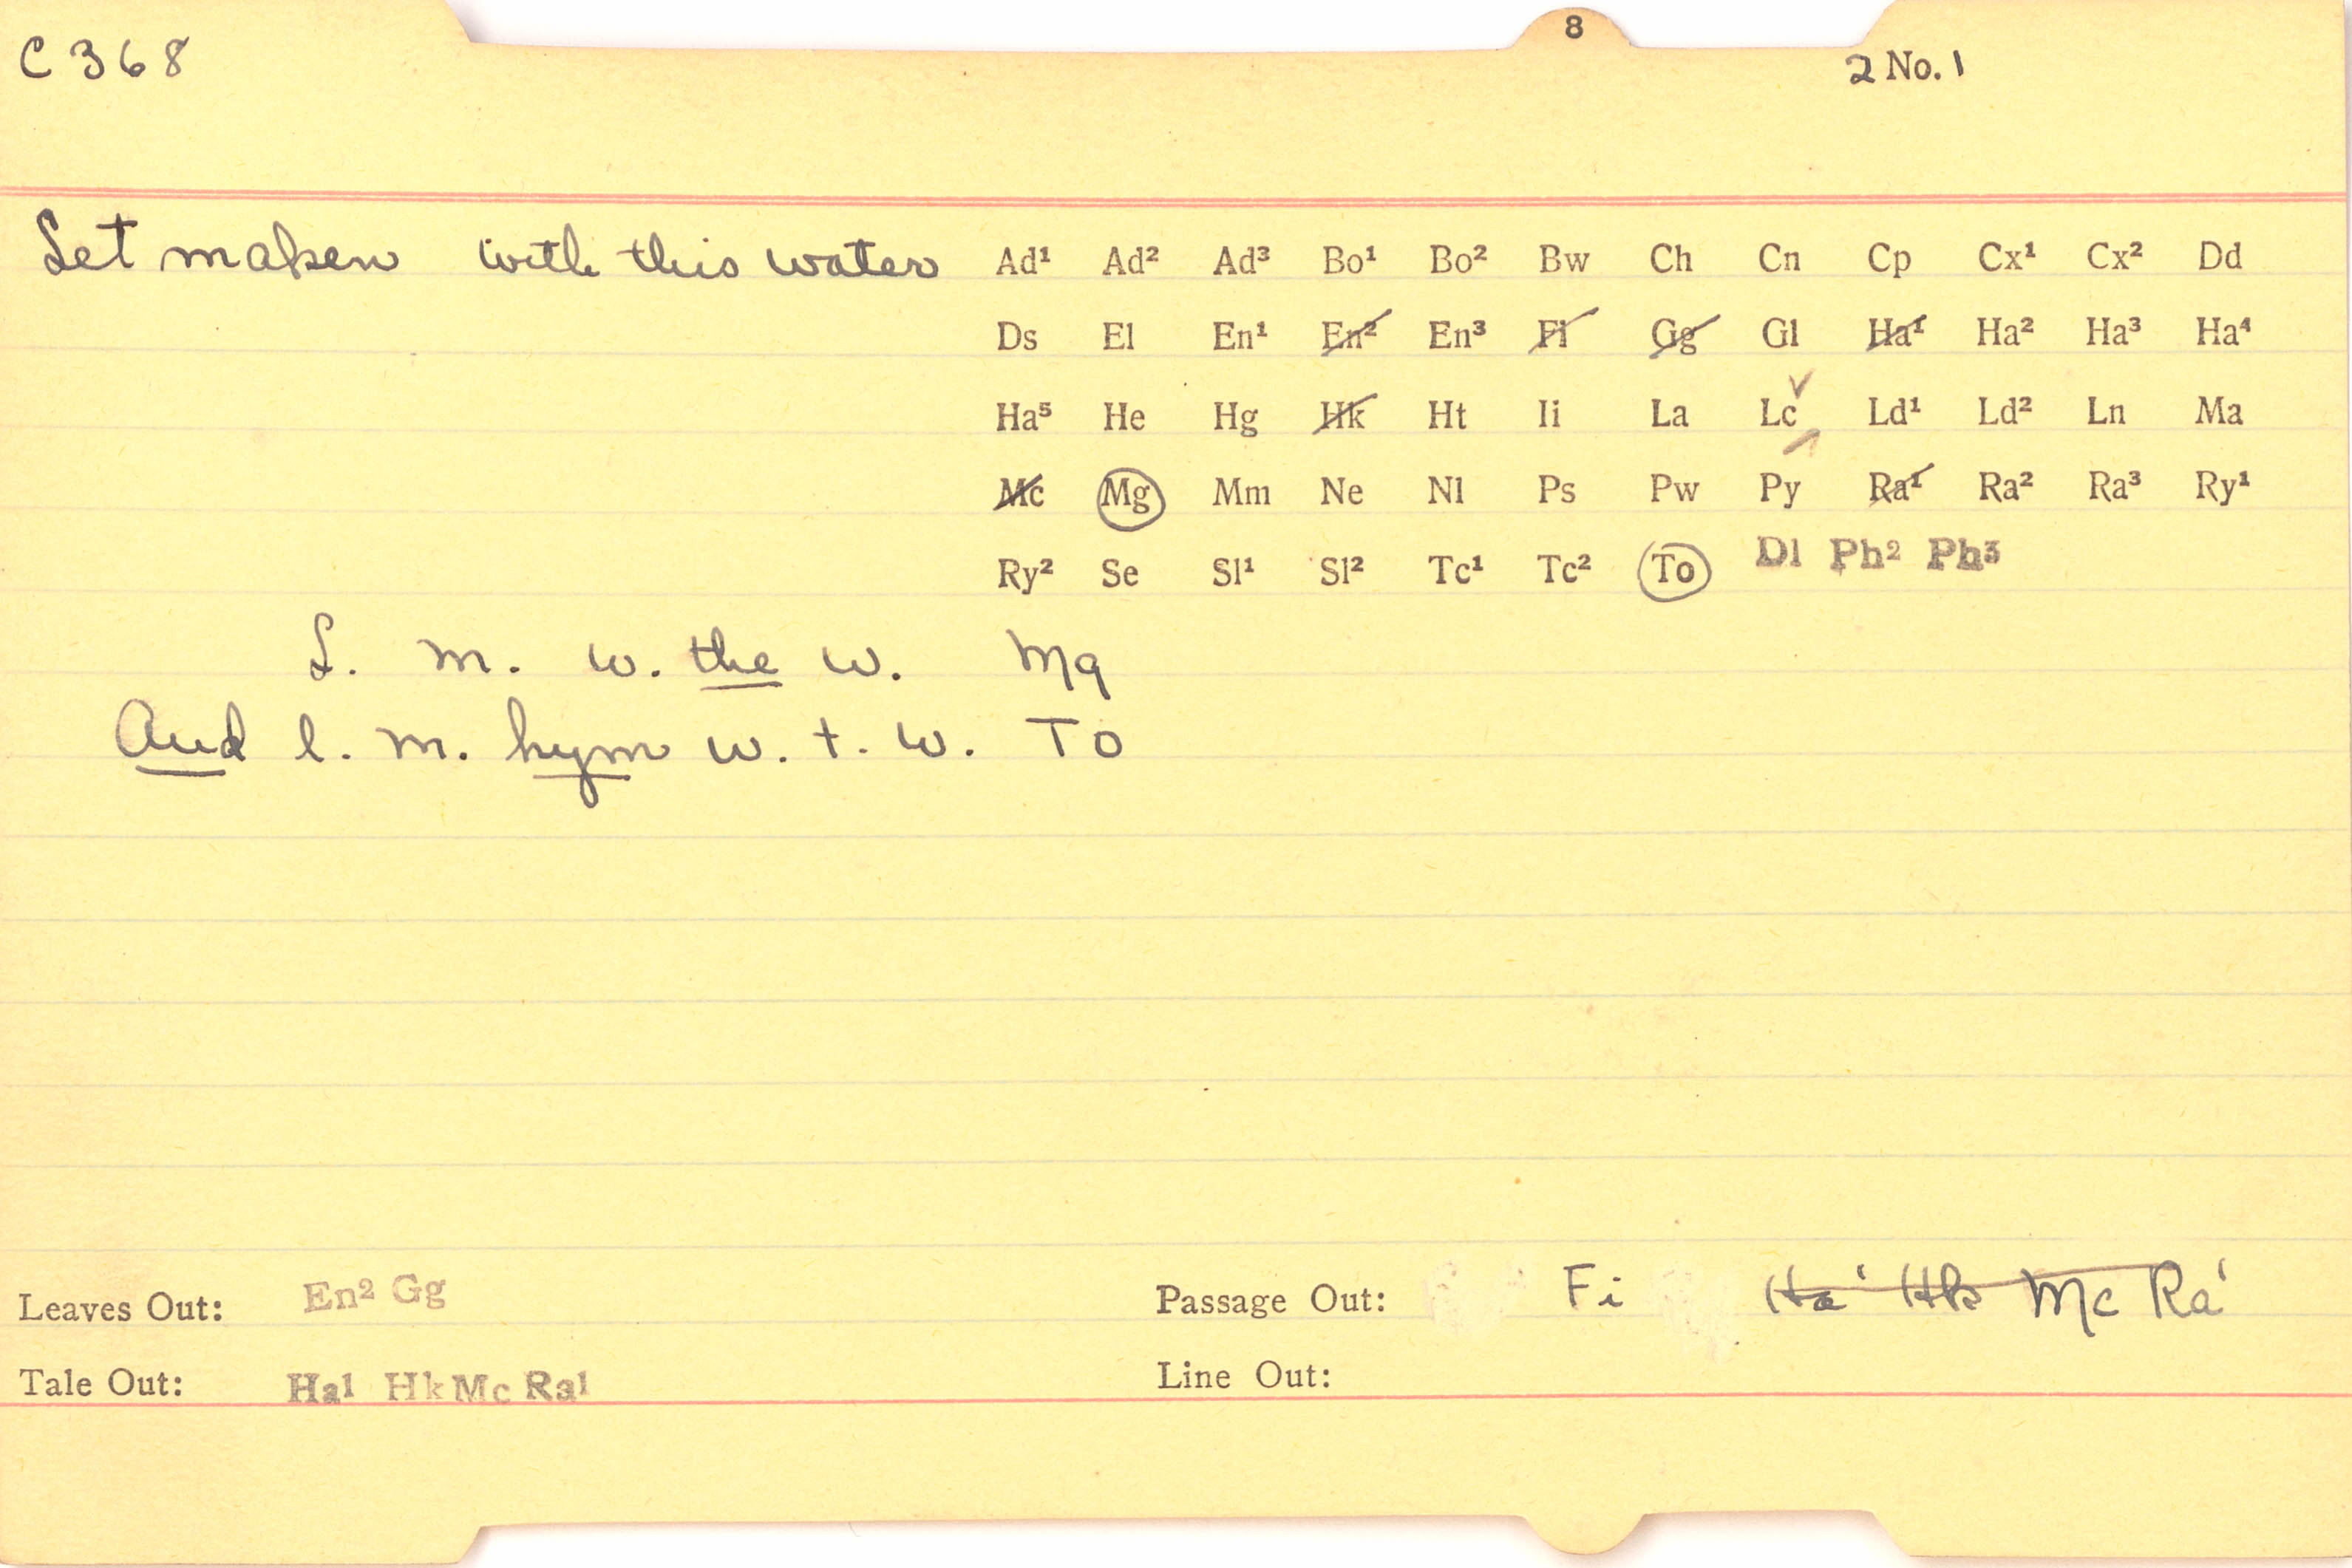 8
C 368 2 No. 1
Let maken with this water Ad¹ Ad² Ad³ Bo¹ Bo² Bw Ch Cn Cp Cx¹ Cx² Dd
Ds El En¹ En² En³ Fi Gg Gl Ha¹ Ha² Ha³ Ha⁴
Ha⁵ He Hg Hk Ht Ii La Lc Ld¹ Ld² Ln Ma
Mc Mg Mm Ne Nl Ps Pw Py Ra¹ Ra² Ra³ Ry¹
Ry² Se Sl¹ Sl² Tc¹ Tc² To Dl Ph² Ph³
L. m. w. the w. Mg
And l. m. hym w. t. w. To
Leaves Out: En² Gg Passage Out: Fi Ha¹ Hk Mc Ra¹
Tale Out: Ha¹ Hk Mc Ra¹ Line Out: